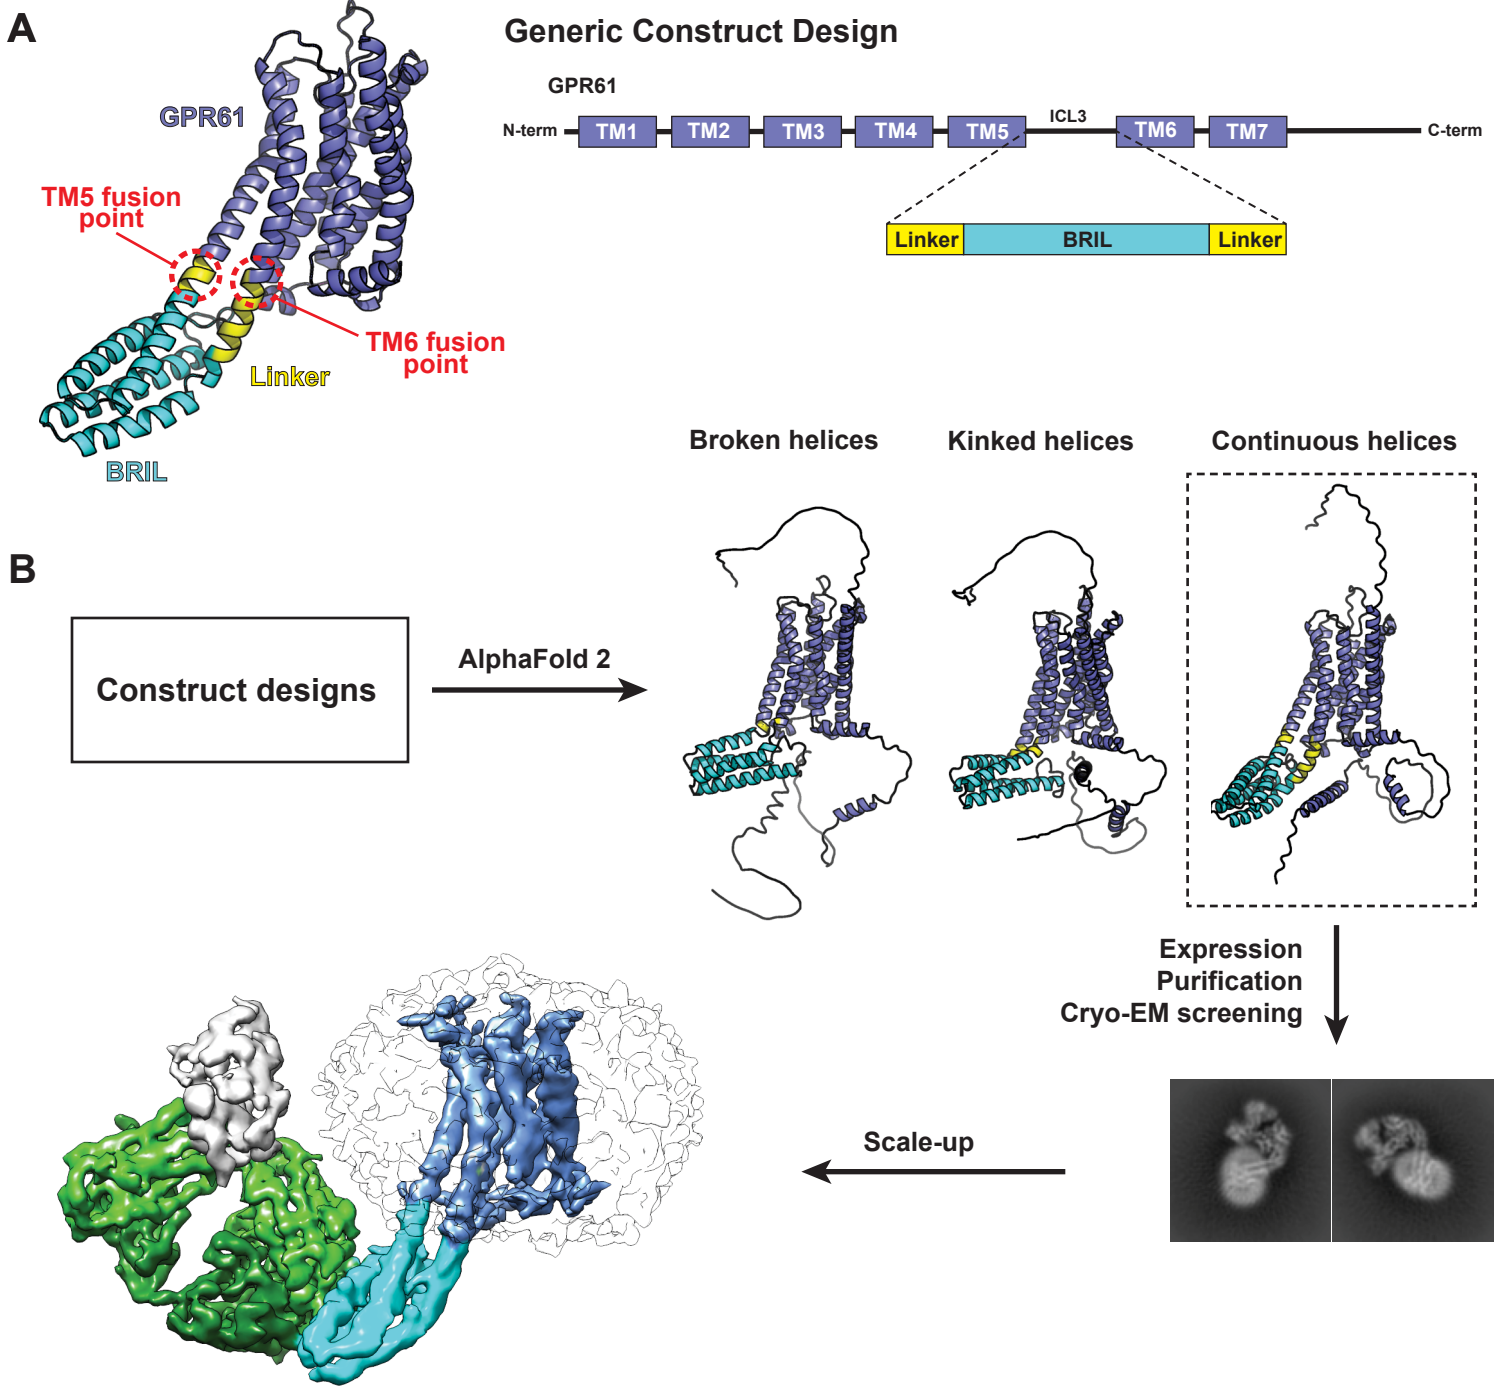 A
Generic Construct Design
GPR61
GPR61
N-term
TM1
TM2
TM3
TM4
TM5
ICL3
TM6
TM7
C-term
Linker
BRIL
Linker
TM5 fusion
point
TM6 fusion
point
Linker
BRIL
B
Construct designs
AlphaFold 2
Broken helices
Kinked helices
Continuous helices
Expression
Purification
Cryo-EM screening
Scale-up